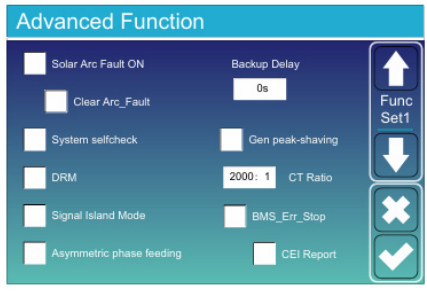 Advanced Function
Solar Arc Fault ON
Backup Delay
0s
Clear Arc_Fault
Func
Set1
System selfcheck
Gen peak-shaving
DRM
2000: 1
CT Ratio
Signal Island Mode
BMS_Err_Stop
Asymmetric phase feeding
CEI Report